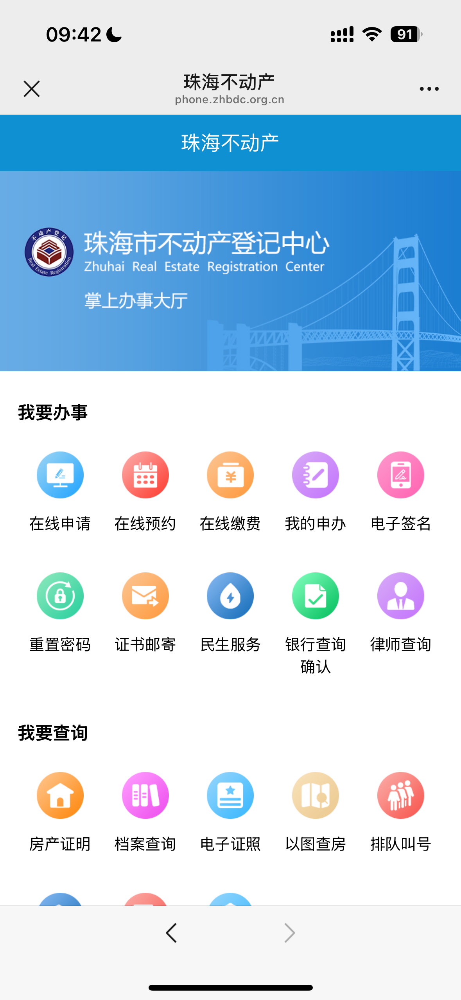 09:42
91
珠海不动产
phone.zhbdc.org.cn
珠海不动产
不动产登记
Real Estate Registration
珠海市不动产登记中心
Zhuhai Real Estate Registration Center
掌上办事大厅
我要办事
在线申请 在线预约 在线缴费 我的申办 电子签名
重置密码 证书邮寄 民生服务 银行查询 律师查询
确认
我要查询
房产证明 档案查询 电子证照 以图查房 排队叫号